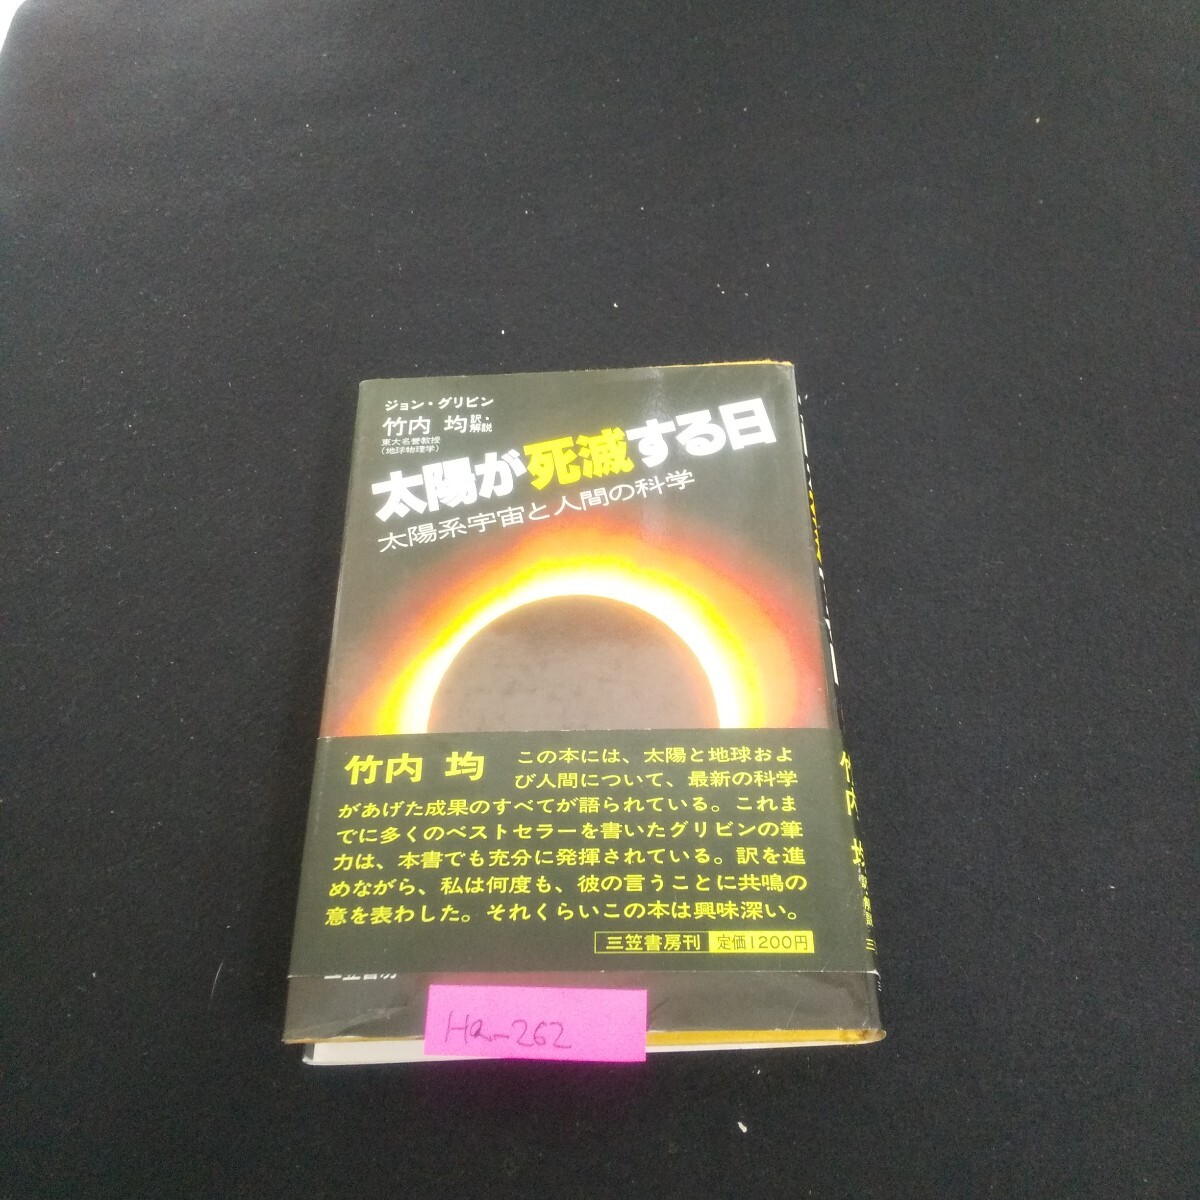 ジョン・グリビン
竹内 均 訳・解説
東大名誉教授
(地球物理学)
太陽が死滅する日
太陽系宇宙と人間の科学
竹内 均
この本には、太陽と地球およ
び人間について、最新の科学
があげた成果のすべてが語られている。これま
でに多くのベストセラーを書いたグリビンの筆
力は、本書でも充分に発揮されている。訳を進
めながら、私は何度も、彼の言うことに共鳴の
意を表わした。それくらいこの本は興味深い。
三笠書房刊 定価1200円
竹内 均
Ha-262